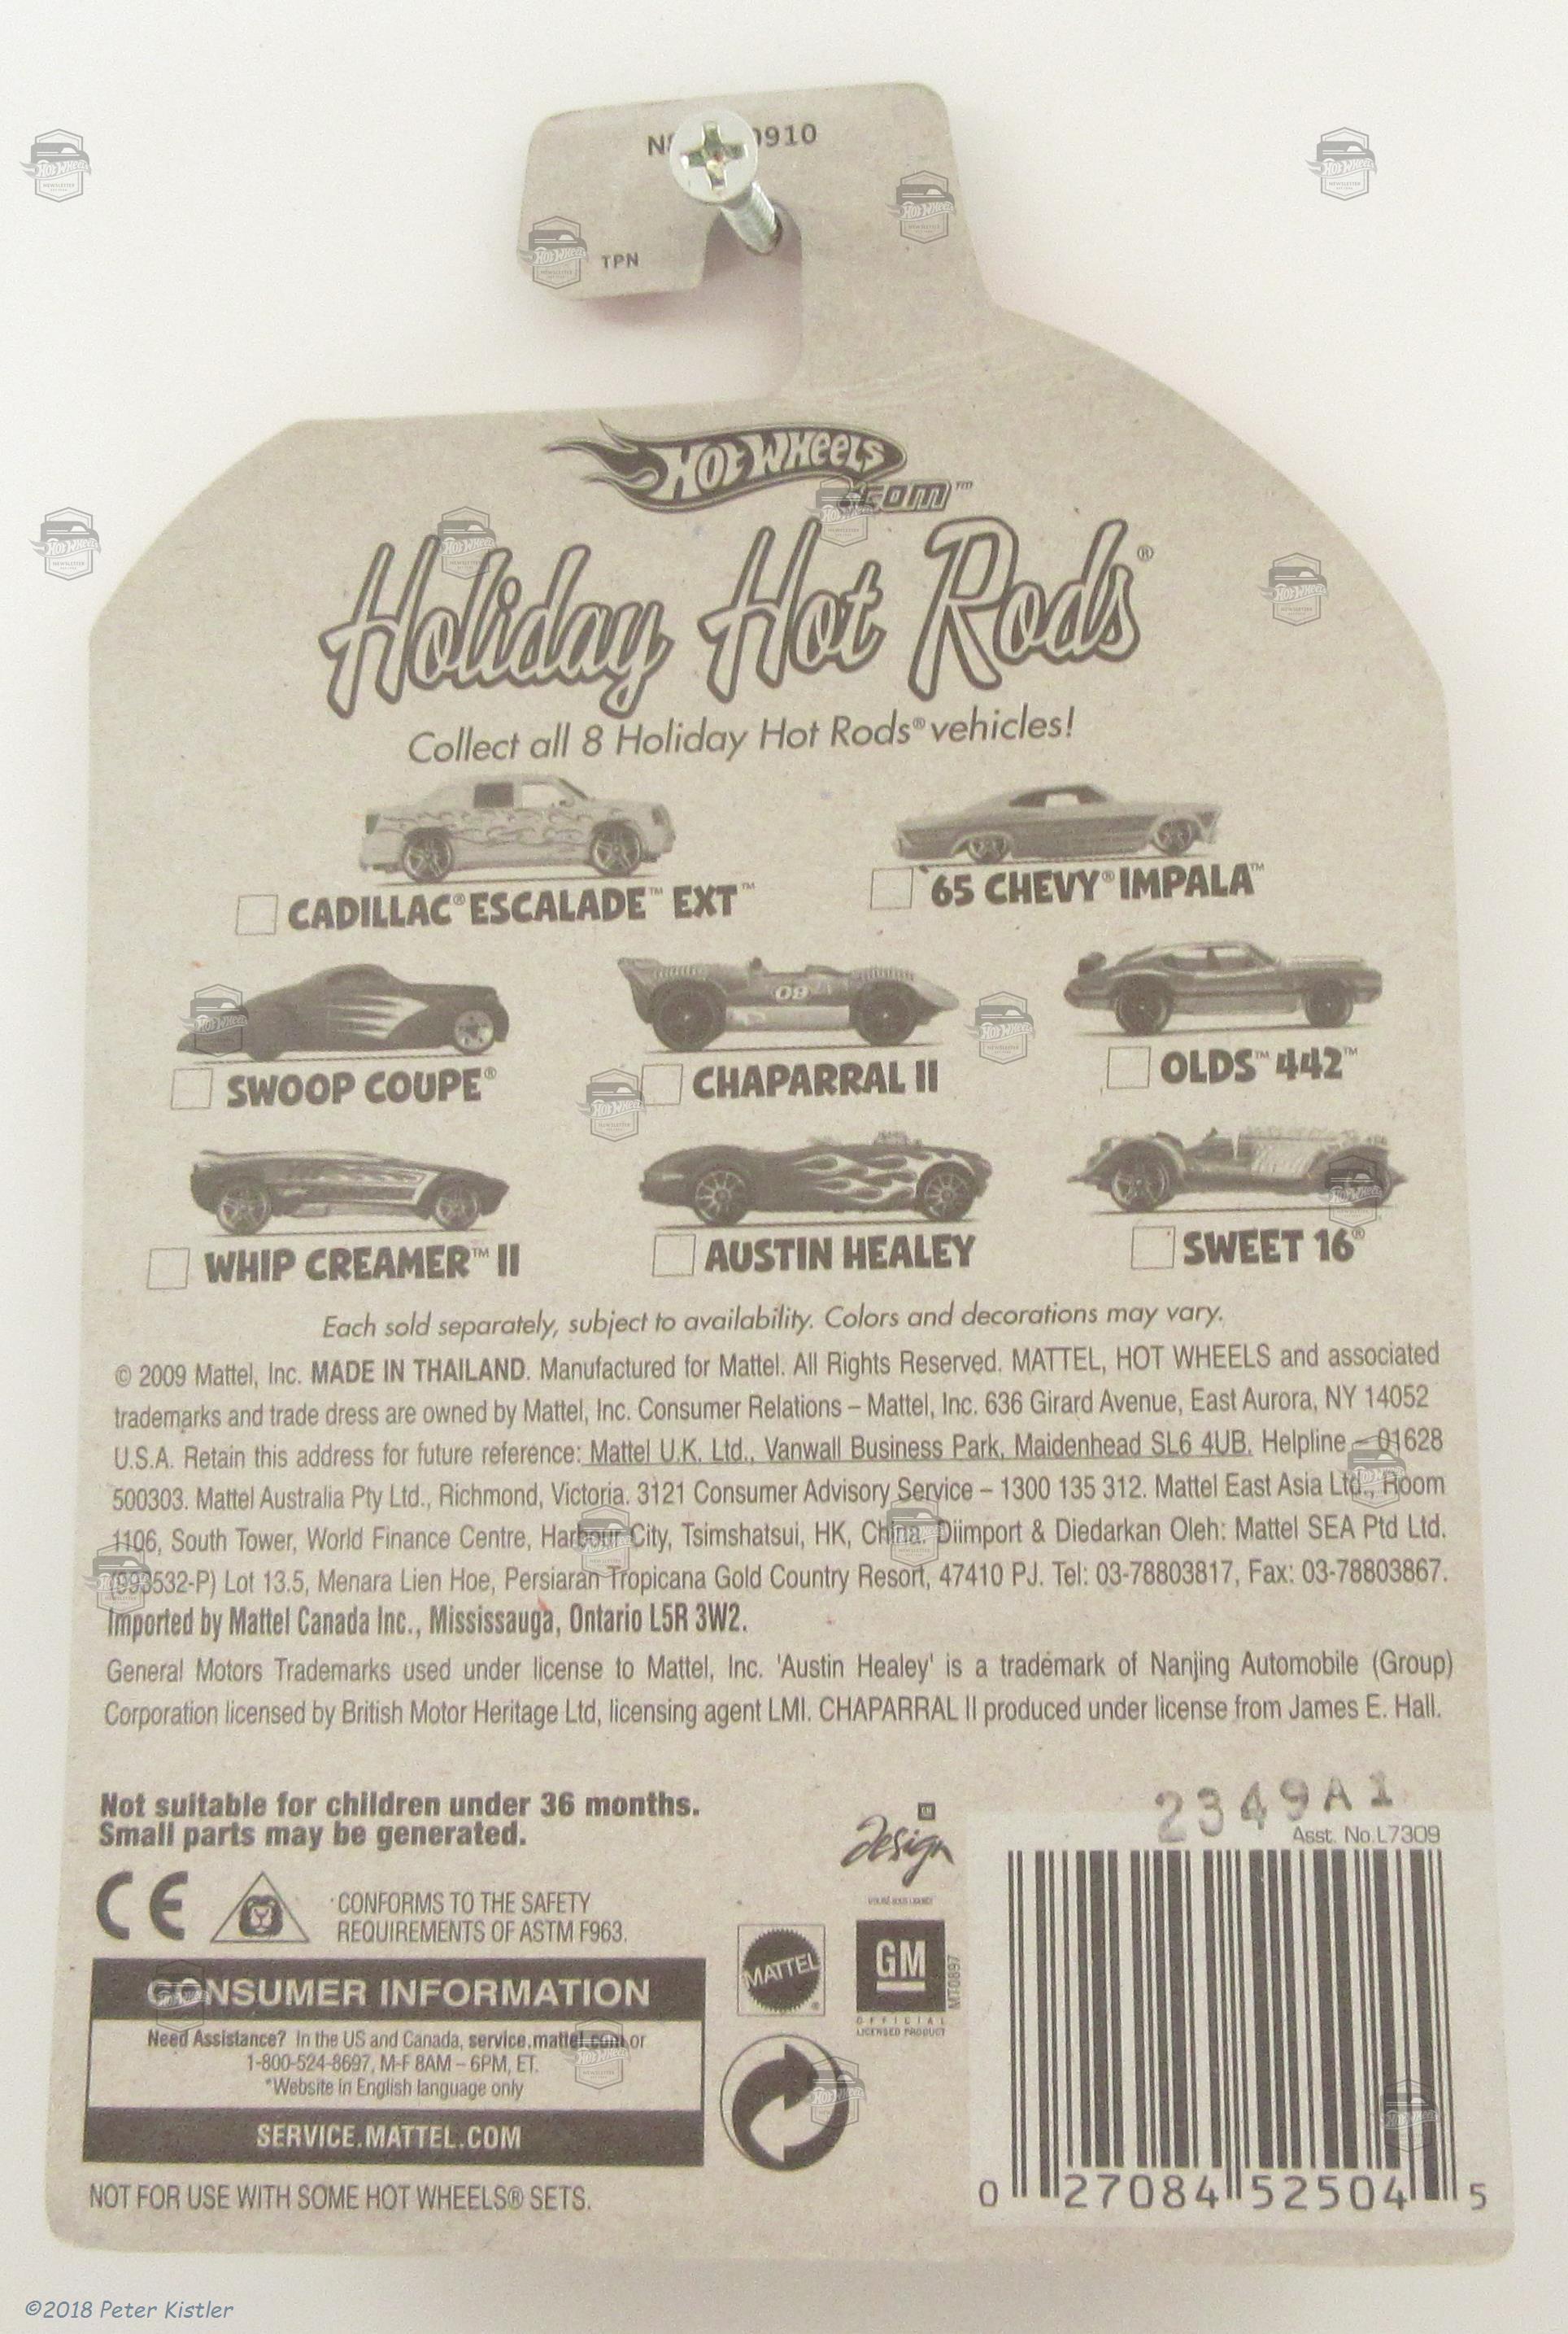 0910
TPN
Hot Wheels
.com™
Holiday Hot Rods®
Collect all 8 Holiday Hot Rods® vehicles!
CADILLAC® ESCALADE™ EXT™
'65 CHEVY® IMPALA™
09
SWOOP COUPE®
CHAPARRAL II
OLDS™ 442™
WHIP CREAMER™ II
AUSTIN HEALEY
SWEET 16®
Each sold separately, subject to availability. Colors and decorations may vary.
© 2009 Mattel, Inc. MADE IN THAILAND. Manufactured for Mattel. All Rights Reserved. MATTEL, HOT WHEELS and associated
trademarks and trade dress are owned by Mattel, Inc. Consumer Relations – Mattel, Inc. 636 Girard Avenue, East Aurora, NY 14052
U.S.A. Retain this address for future reference: Mattel U.K. Ltd., Vanwall Business Park, Maidenhead SL6 4UB. Helpline – 01628
500303. Mattel Australia Pty Ltd., Richmond, Victoria. 3121 Consumer Advisory Service – 1300 135 312. Mattel East Asia Ltd., Room
1106, South Tower, World Finance Centre, Harbour City, Tsimshatsui, HK, China. Diimport & Diedarkan Oleh: Mattel SEA Ptd Ltd.
(993532-P) Lot 13.5, Menara Lien Hoe, Persiaran Tropicana Gold Country Resort, 47410 PJ. Tel: 03-78803817, Fax: 03-78803867.
Imported by Mattel Canada Inc., Mississauga, Ontario L5R 3W2.
General Motors Trademarks used under license to Mattel, Inc. 'Austin Healey' is a trademark of Nanjing Automobile (Group)
Corporation licensed by British Motor Heritage Ltd, licensing agent LMI. CHAPARRAL II produced under license from James E. Hall.
Not suitable for children under 36 months.
Small parts may be generated.
CE
CONFORMS TO THE SAFETY
REQUIREMENTS OF ASTM F963.
CONSUMER INFORMATION
Need Assistance? In the US and Canada, service.mattel.com or
1-800-524-8697, M-F 8AM – 6PM, ET.
*Website in English language only
SERVICE.MATTEL.COM
NOT FOR USE WITH SOME HOT WHEELS® SETS.
GM
Design
MATTEL®
GM
OFFICIAL
LICENSED PRODUCT
MT0897
2349A1
Asst. No.L7309
0 27084 52504 5
©2018 Peter Kistler